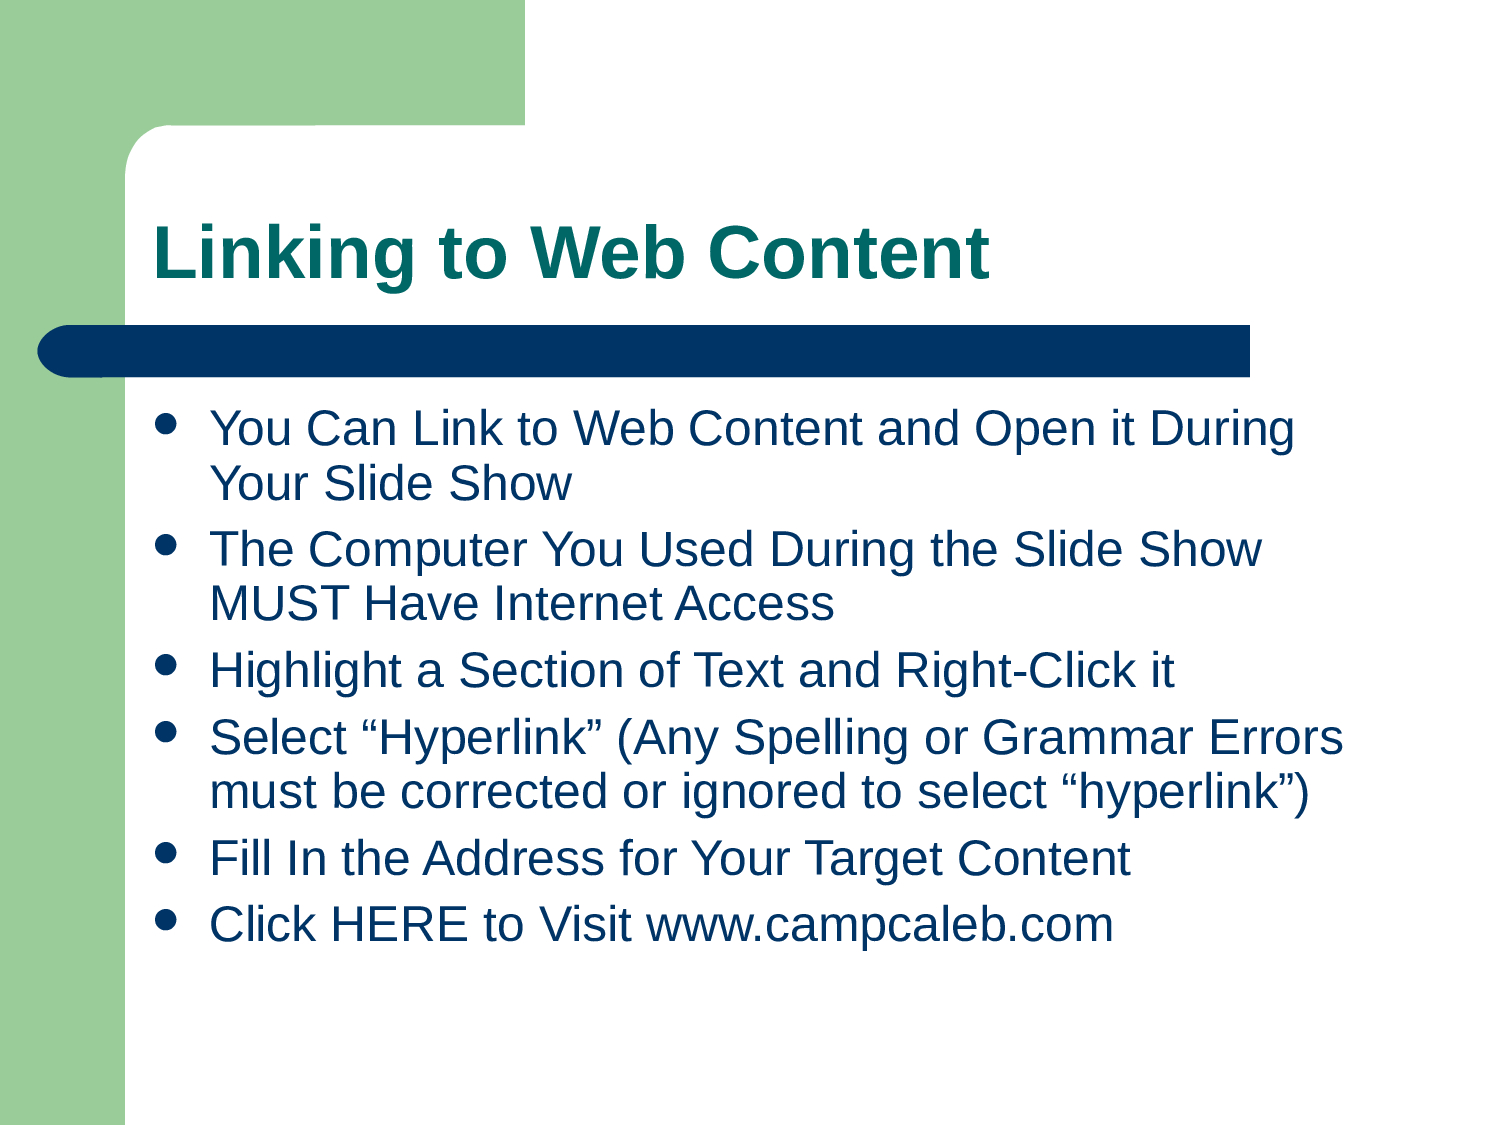 Linking to Web Content
● You Can Link to Web Content and Open it During
Your Slide Show
● The Computer You Used During the Slide Show
MUST Have Internet Access
● Highlight a Section of Text and Right-Click it
● Select “Hyperlink” (Any Spelling or Grammar Errors
must be corrected or ignored to select “hyperlink”)
● Fill In the Address for Your Target Content
● Click HERE to Visit www.campcaleb.com